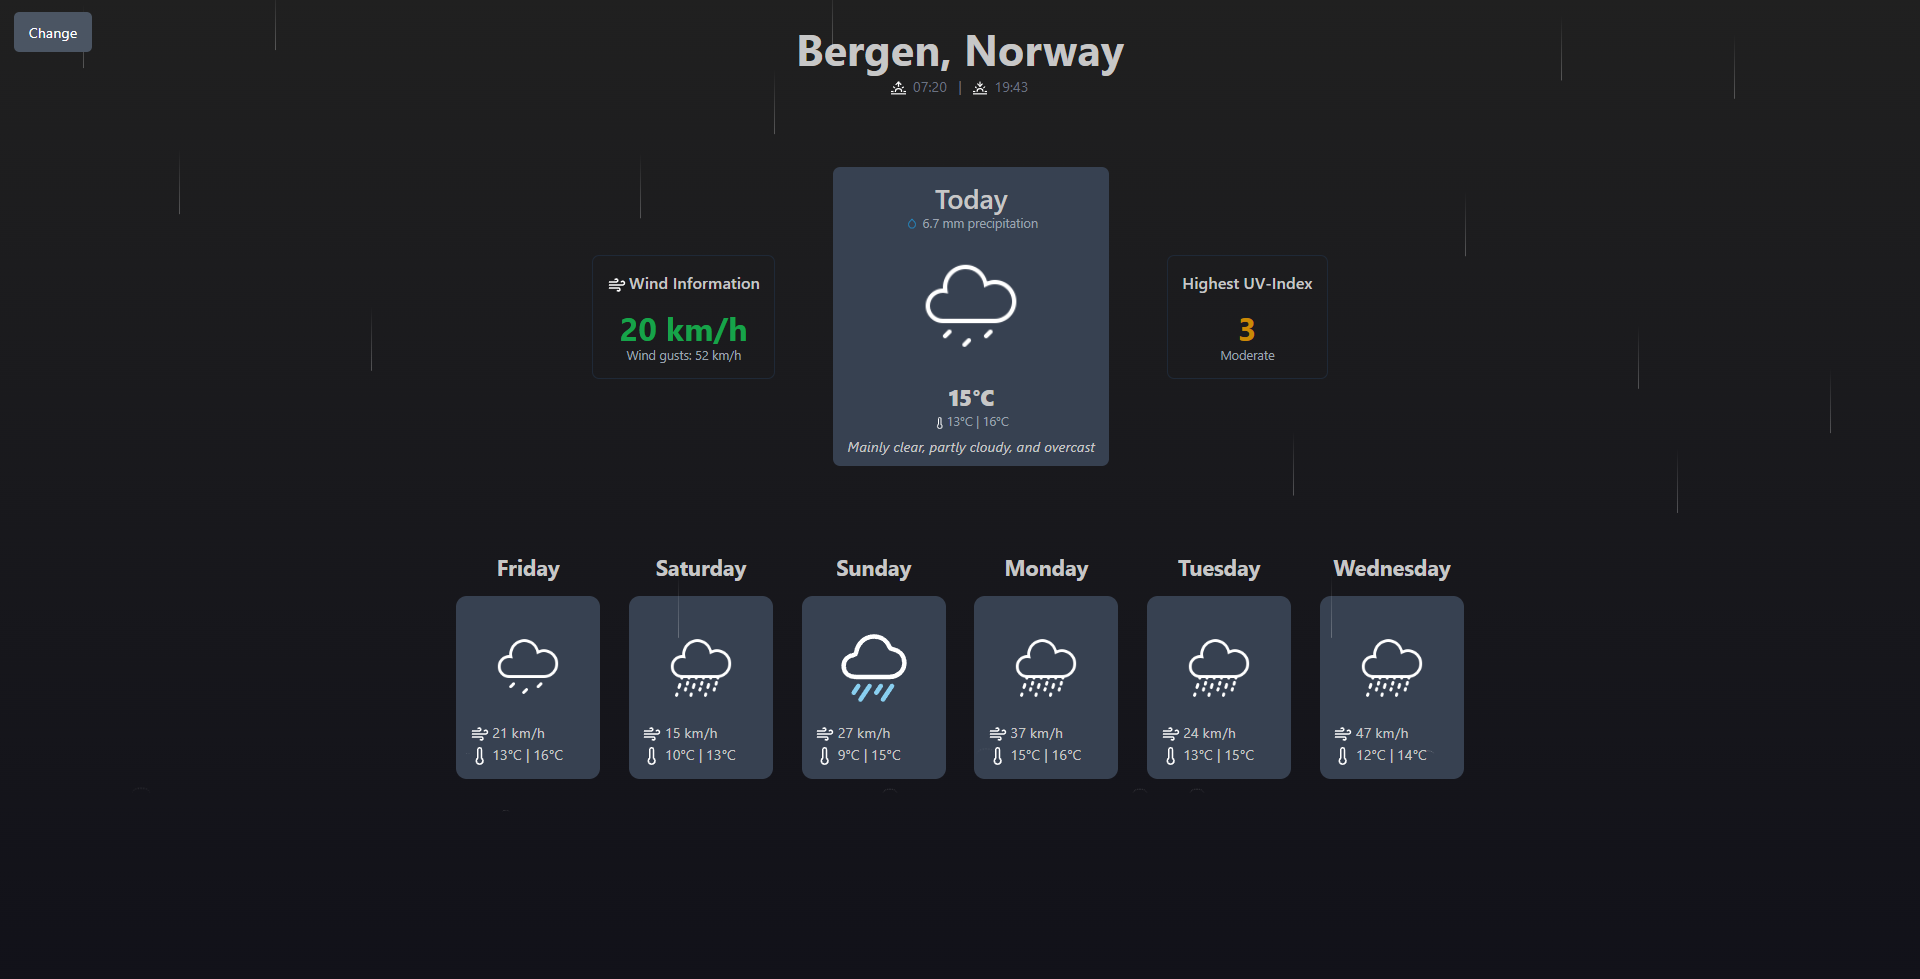 Change
Bergen, Norway
07:20 | 19:43
Today
6.7 mm precipitation
Wind Information
20 km/h
Wind gusts: 52 km/h
15°C
13°C | 16°C
Mainly clear, partly cloudy, and overcast
Highest UV-Index
3
Moderate
Friday
21 km/h
13°C | 16°C
Saturday
15 km/h
10°C | 13°C
Sunday
27 km/h
9°C | 15°C
Monday
37 km/h
15°C | 16°C
Tuesday
24 km/h
13°C | 15°C
Wednesday
47 km/h
12°C | 14°C